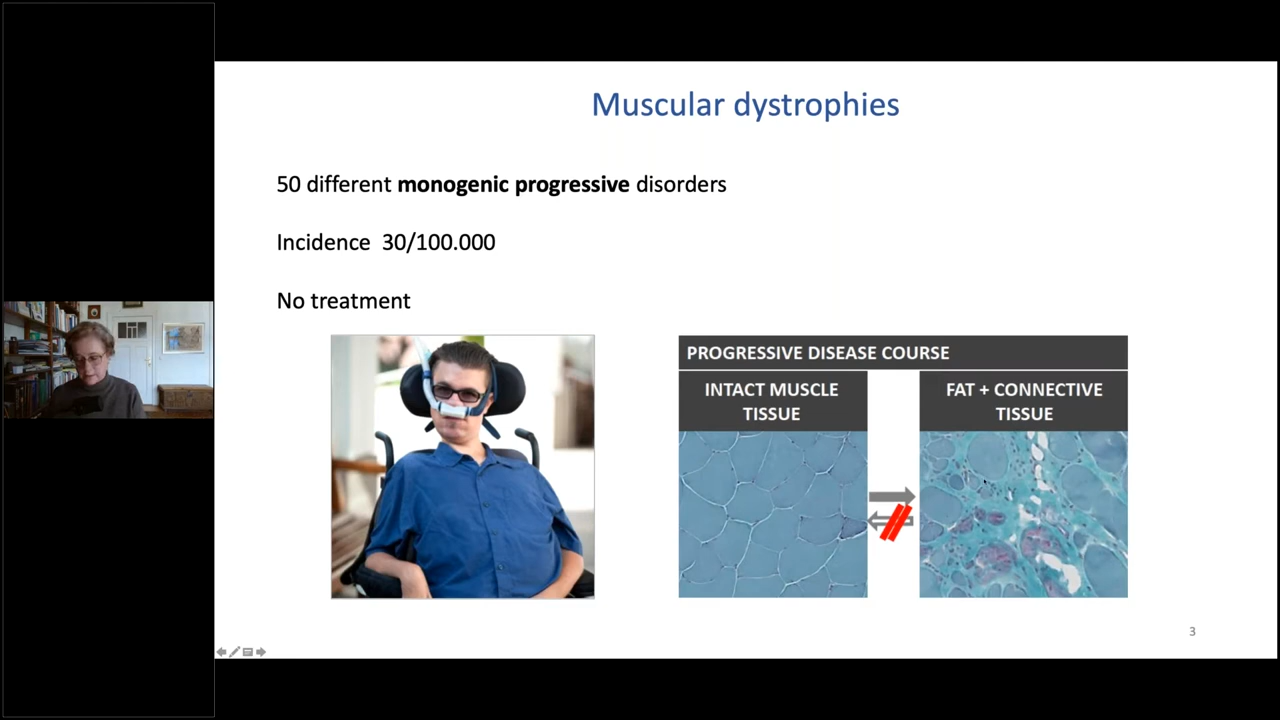 Muscular dystrophies
50 different monogenic progressive disorders
Incidence 30/100.000
No treatment
PROGRESSIVE DISEASE COURSE
INTACT MUSCLE
TISSUE
FAT + CONNECTIVE
TISSUE
3